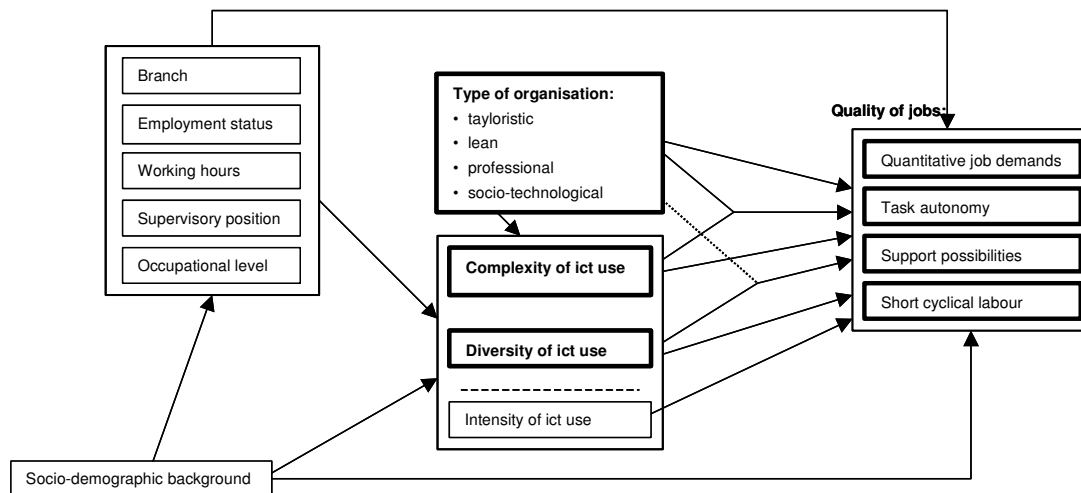 Branch
Employment status
Working hours
Supervisory position
Occupational level
Type of organisation:
• tayloristic
• lean
• professional
• socio-technological
Complexity of ict use
Diversity of ict use
Intensity of ict use
Quality of jobs:
Quantitative job demands
Task autonomy
Support possibilities
Short cyclical labour
Socio-demographic background